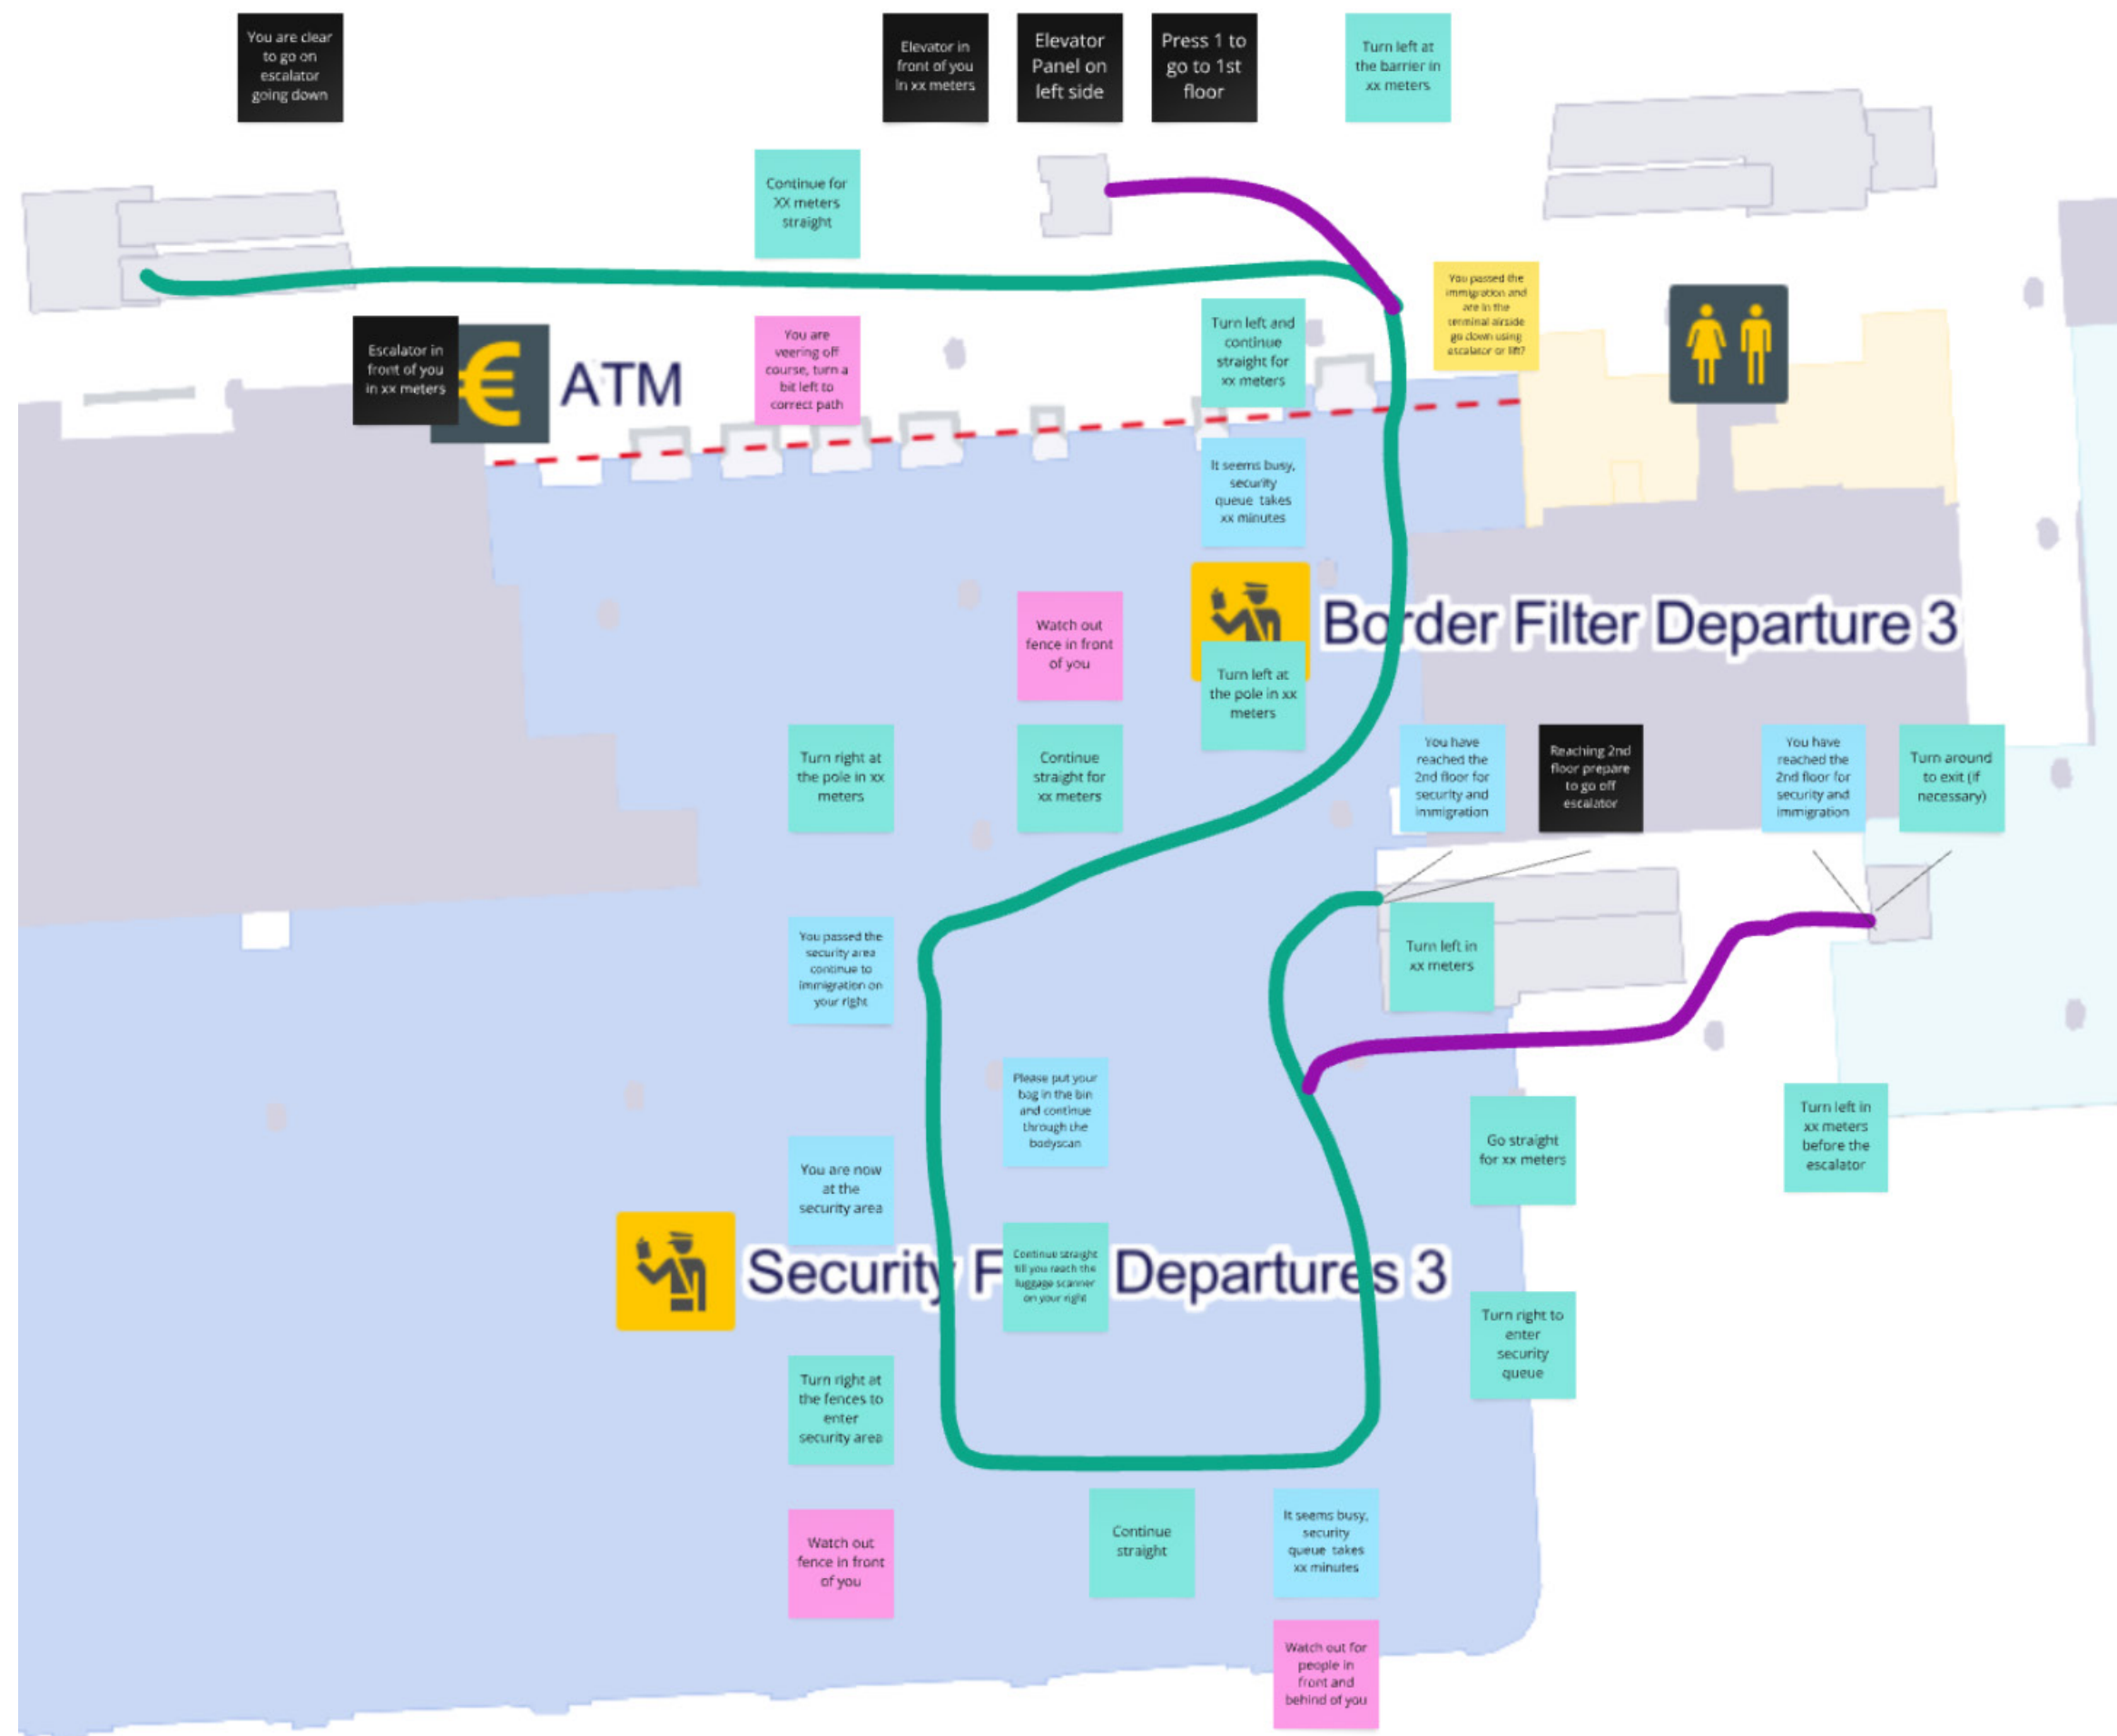 You are clear
to go on
escalator
going down
Elevator in
front of you
in xx meters
Elevator
Panel on
left side
Press 1 to
go to 1st
floor
Turn left at
the barrier in
xx meters
Continue for
XX meters
straight
Escalator in
front of you
in xx meters
€
ATM
You are
veering off
course, turn a
bit left to
correct path
Turn left and
continue
straight for
xx meters
You passed the
immigration and
are in the
terminal airside
go down using
escalator or lift?
It seems busy,
security
queue takes
xx minutes
Watch out
fence in front
of you
Border Filter Departure 3
Turn left at
the pole in xx
meters
Turn right at
the pole in xx
meters
Continue
straight for
xx meters
You have
reached the
2nd floor for
security and
immigration
Reaching 2nd
floor prepare
to go off
escalator
You have
reached the
2nd floor for
security and
immigration
Turn around
to exit (if
necessary)
You passed the
security area
continue to
immigration on
your right
Turn left in
xx meters
Please put your
bag in the bin
and continue
through the
bodyscan
You are now
at the
security area
Go straight
for xx meters
Turn left in
xx meters
before the
escalator
Security F
Departures 3
Continue straight
till you reach the
luggage scanner
on your right
Turn right to
enter
security
queue
Turn right at
the fences to
enter
security area
Watch out
fence in front
of you
Continue
straight
It seems busy,
security
queue takes
xx minutes
Watch out for
people in
front and
behind of you